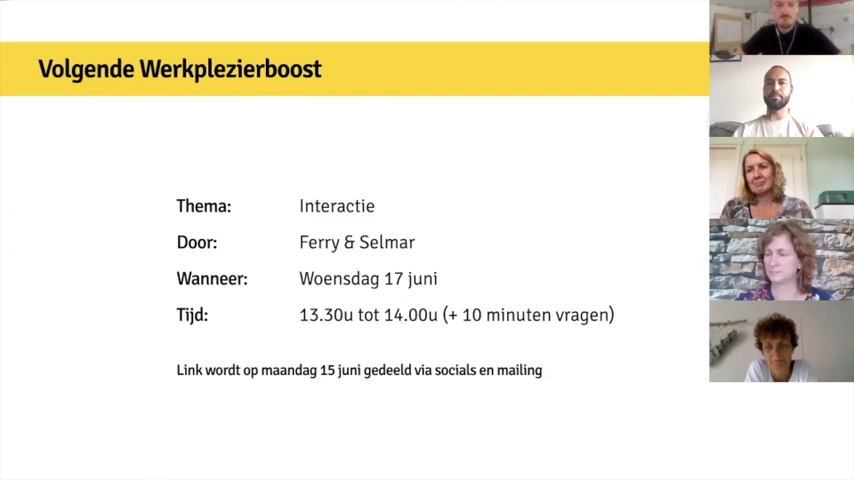 Volgende Werkplezierboost
Thema: Interactie
Door: Ferry & Selmar
Wanneer: Woensdag 17 juni
Tijd: 13.30u tot 14.00u (+ 10 minuten vragen)
Link wordt op maandag 15 juni gedeeld via socials en mailing